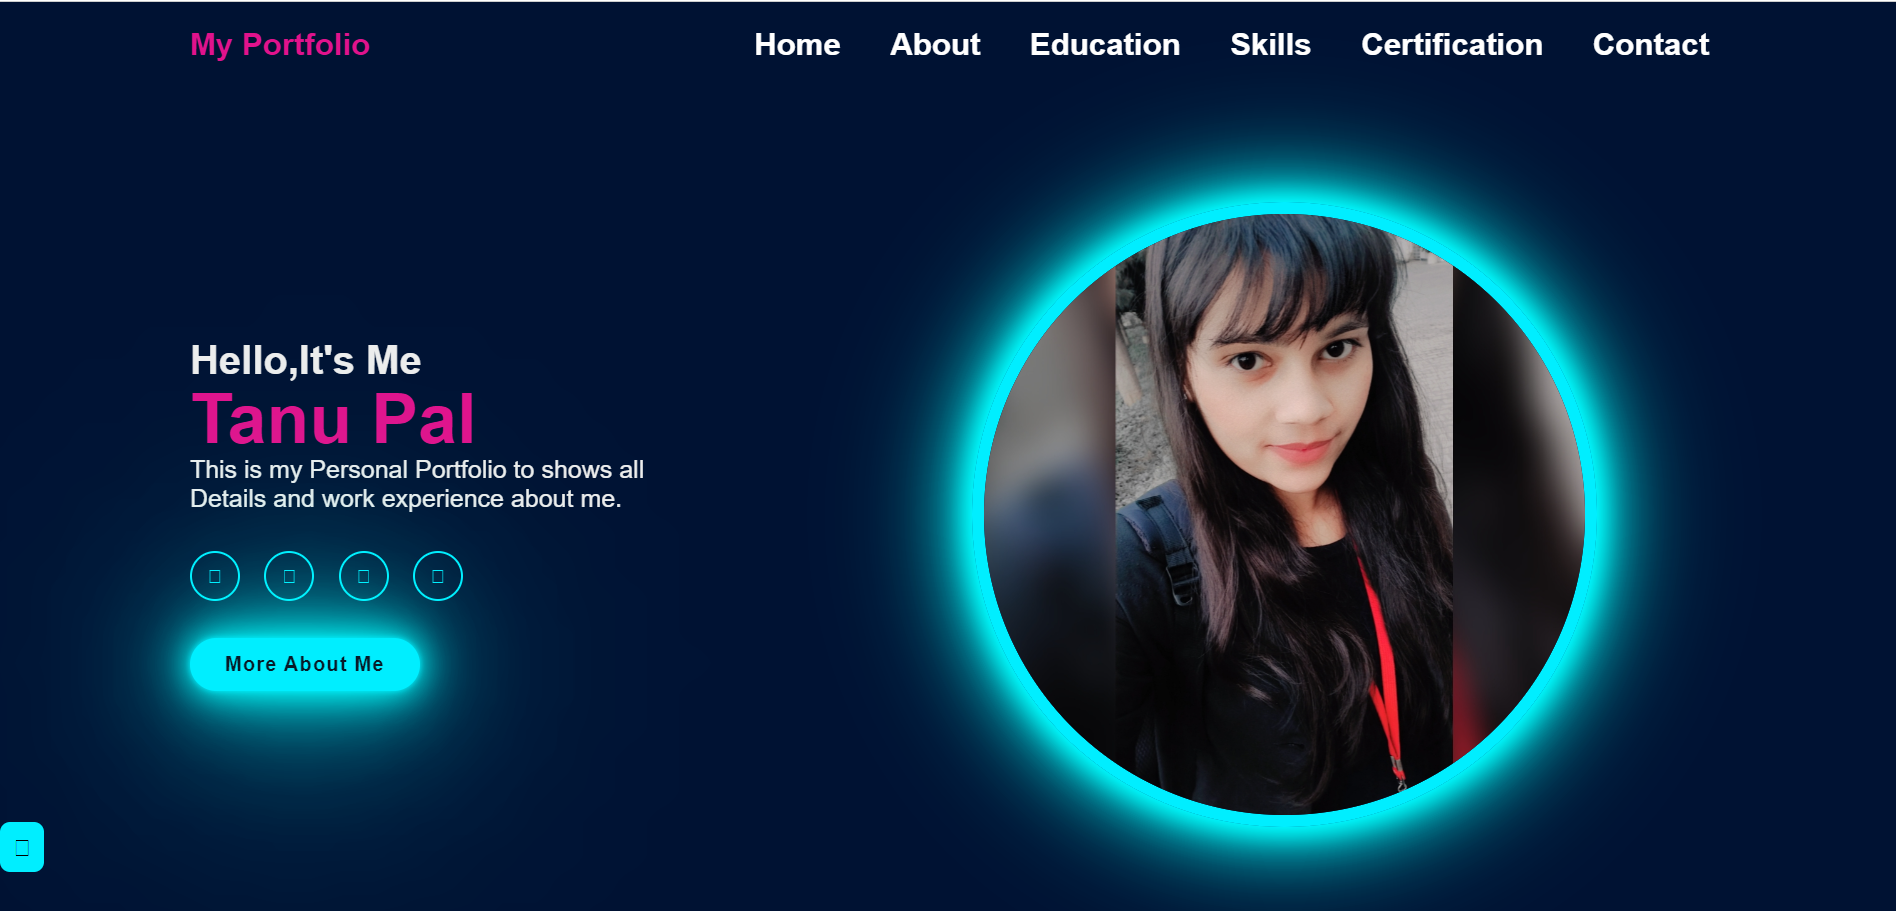 My Portfolio
Home About Education Skills Certification Contact
Hello,It's Me
Tanu Pal
This is my Personal Portfolio to shows all
Details and work experience about me.
More About Me